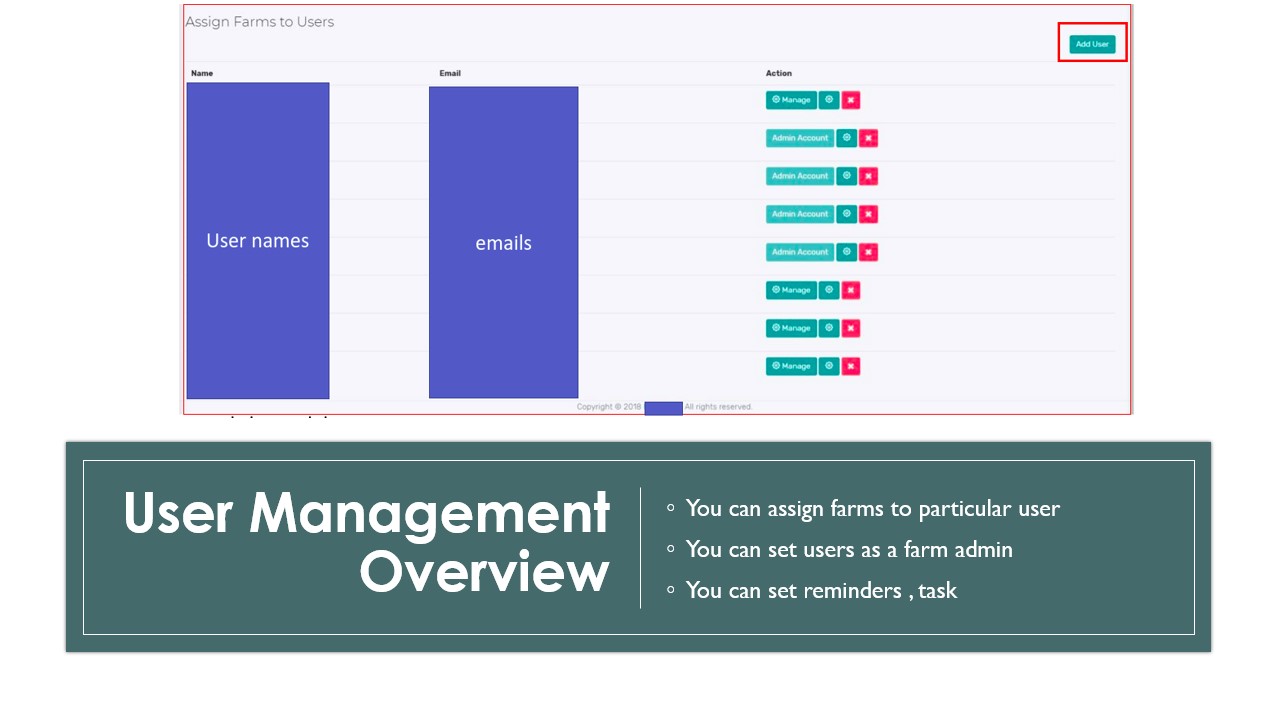 Assign Farms to Users
Add User
Name Email Action
Manage
Admin Account
Admin Account
Admin Account
Admin Account
Manage
Manage
Manage
User names
emails
Copyright © 2018 All rights reserved.
User Management
Overview
You can assign farms to particular user
You can set users as a farm admin
You can set reminders , task